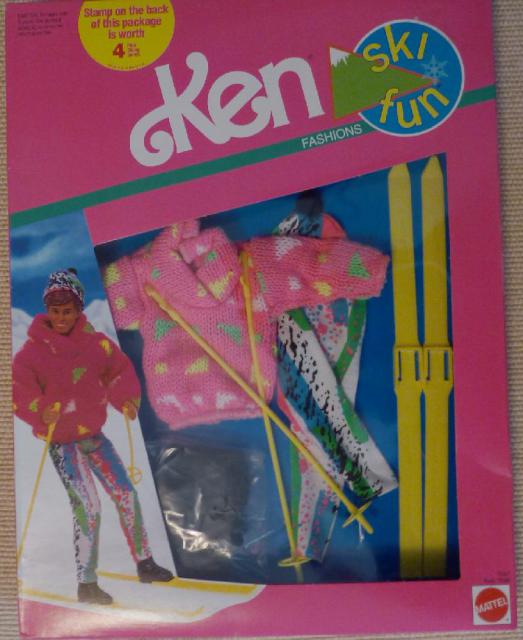 Stamp on the back
of this package
is worth
4
Ken
ski
fun
FASHIONS
MATTEL